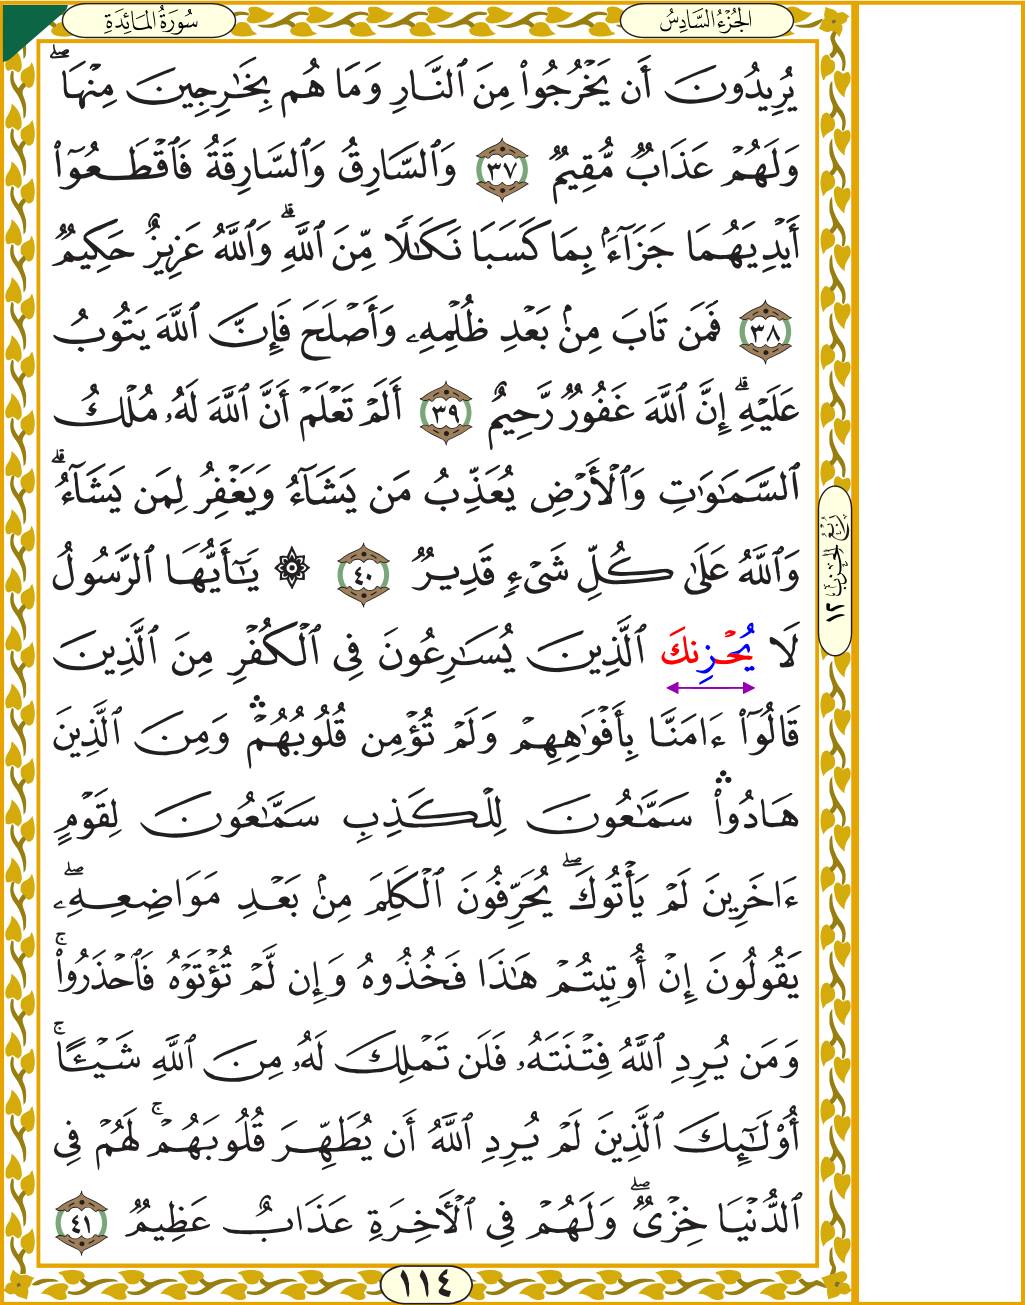 سُورَةُ المَائدَةِ
الجُزْءُ السَّادِسُ
يُرِيدُونَ أَن يَخۡرُجُواْ مِنَ ٱلنَّارِ وَمَا هُم بِخَٰرِجِينَ مِنۡهَاۖ
وَلَهُمۡ عَذَابٞ مُّقِيمٞ ٣٧ وَٱلسَّارِقُ وَٱلسَّارِقَةُ فَٱقۡطَعُوٓاْ
أَيۡدِيَهُمَا جَزَآءَۢ بِمَا كَسَبَا نَكَٰلٗا مِّنَ ٱللَّهِۗ وَٱللَّهُ عَزِيزٌ حَكِيمٞ
٣٨ فَمَن تَابَ مِنۢ بَعۡدِ ظُلۡمِهِۦ وَأَصۡلَحَ فَإِنَّ ٱللَّهَ يَتُوبُ
عَلَيۡهِۗ إِنَّ ٱللَّهَ غَفُورٞ رَّحِيمٌ ٣٩ أَلَمۡ تَعۡلَمۡ أَنَّ ٱللَّهَ لَهُۥ مُلۡكُ
ٱلسَّمَٰوَٰتِ وَٱلۡأَرۡضِ يُعَذِّبُ مَن يَشَآءُ وَيَغۡفِرُ لِمَن يَشَآءُۗ
وَٱللَّهُ عَلَىٰ كُلِّ شَيۡءٖ قَدِيرٞ ٤٠ ۞ يَٰٓأَيُّهَا ٱلرَّسُولُ
لَا يُحۡزِنكَ ٱلَّذِينَ يُسَٰرِعُونَ فِي ٱلۡكُفۡرِ مِنَ ٱلَّذِينَ
قَالُوٓاْ ءَامَنَّا بِأَفۡوَٰهِهِمۡ وَلَمۡ تُؤۡمِن قُلُوبُهُمۡۛ وَمِنَ ٱلَّذِينَ
هَادُواْۛ سَمَّٰعُونَ لِلۡكَذِبِ سَمَّٰعُونَ لِقَوۡمٍ
ءَاخَرِينَ لَمۡ يَأۡتُوكَۖ يُحَرِّفُونَ ٱلۡكَلِمَ مِنۢ بَعۡدِ مَوَاضِعِهِۦۖ
يَقُولُونَ إِنۡ أُوتِيتُمۡ هَٰذَا فَخُذُوهُ وَإِن لَّمۡ تُؤۡتَوۡهُ فَٱحۡذَرُواْۚ
وَمَن يُرِدِ ٱللَّهُ فِتۡنَتَهُۥ فَلَن تَمۡلِكَ لَهُۥ مِنَ ٱللَّهِ شَيۡـًٔاۚ
أُوْلَٰٓئِكَ ٱلَّذِينَ لَمۡ يُرِدِ ٱللَّهُ أَن يُطَهِّرَ قُلُوبَهُمۡۚ لَهُمۡ فِي
ٱلدُّنۡيَا خِزۡيٞۖ وَلَهُمۡ فِي ٱلۡأٓخِرَةِ عَذَابٌ عَظِيمٞ ٤١
رُبْعُ الحِزْبِ ١٢
١١٤